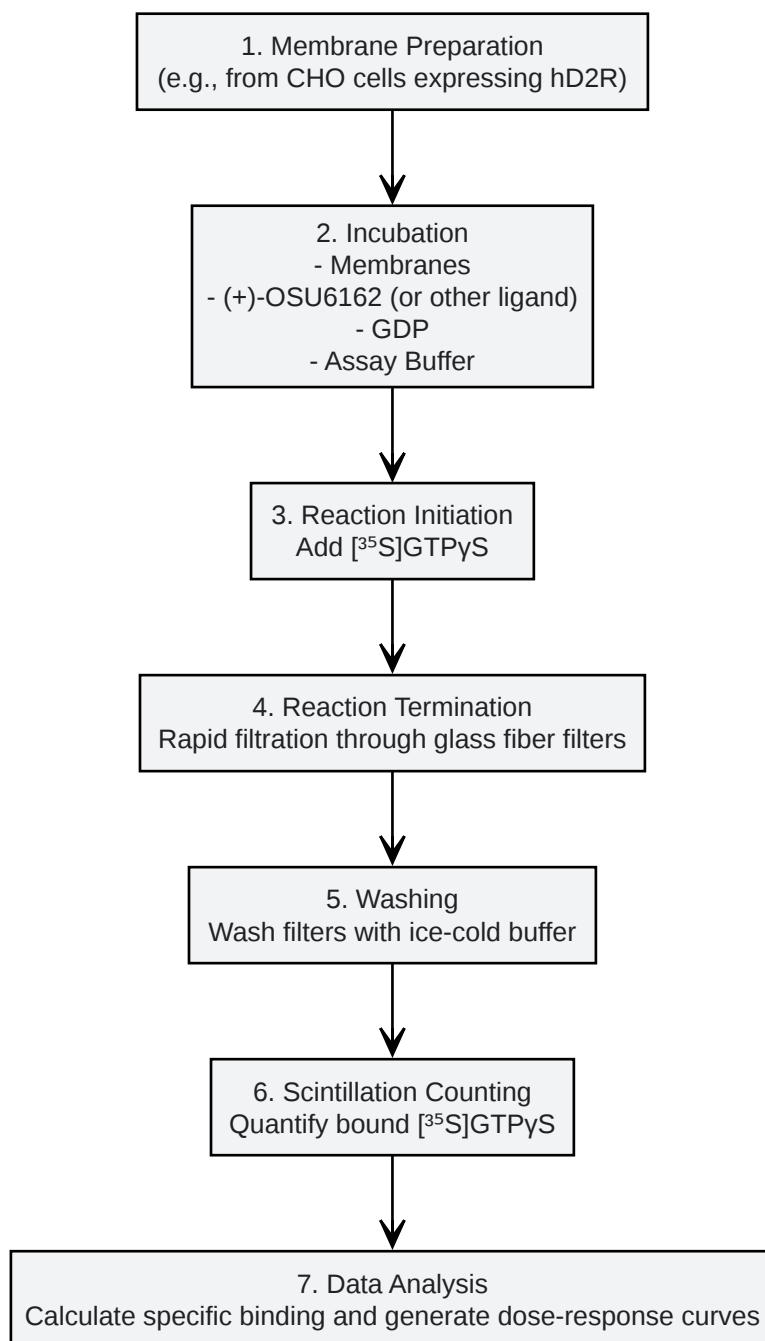 1. Membrane Preparation
(e.g., from CHO cells expressing hD2R)
2. Incubation
- Membranes
- (+)-OSU6162 (or other ligand)
- GDP
- Assay Buffer
3. Reaction Initiation
Add [³⁵S]GTPγS
4. Reaction Termination
Rapid filtration through glass fiber filters
5. Washing
Wash filters with ice-cold buffer
6. Scintillation Counting
Quantify bound [³⁵S]GTPγS
7. Data Analysis
Calculate specific binding and generate dose-response curves